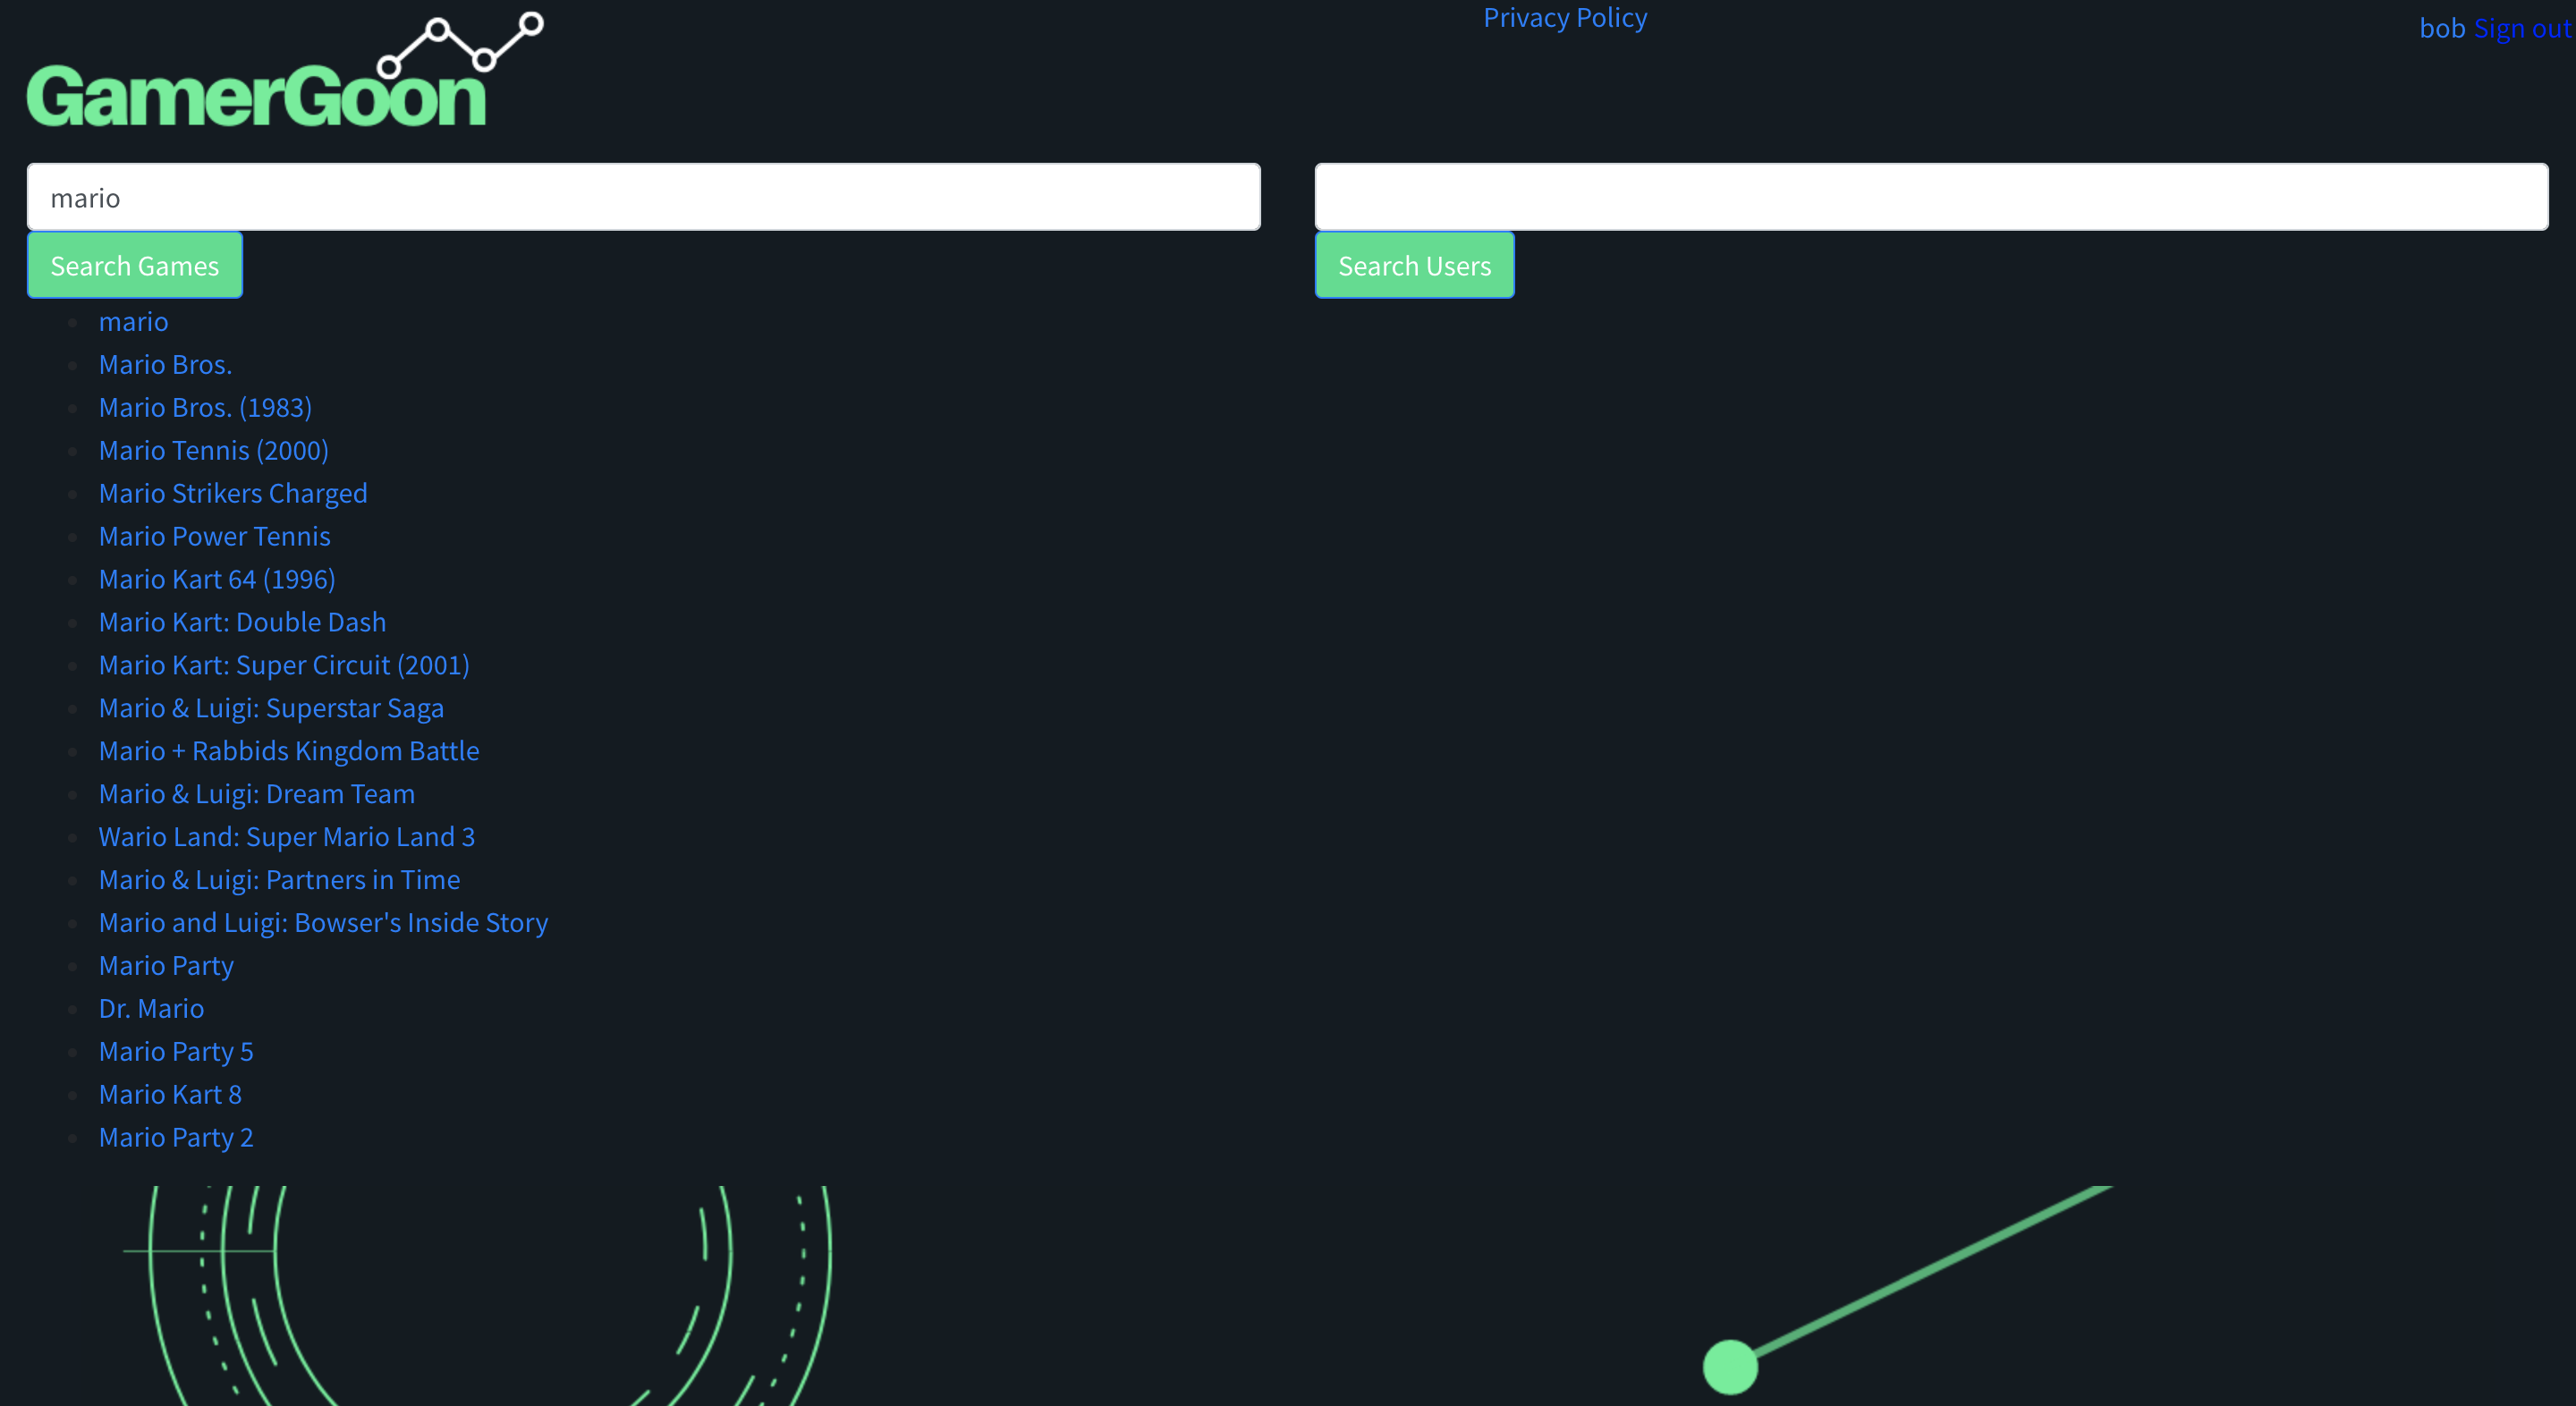 Privacy Policy
bob Sign out
GamerGoon
mario
Search Games
Search Users
mario
Mario Bros.
Mario Bros. (1983)
Mario Tennis (2000)
Mario Strikers Charged
Mario Power Tennis
Mario Kart 64 (1996)
Mario Kart: Double Dash
Mario Kart: Super Circuit (2001)
Mario & Luigi: Superstar Saga
Mario + Rabbids Kingdom Battle
Mario & Luigi: Dream Team
Wario Land: Super Mario Land 3
Mario & Luigi: Partners in Time
Mario and Luigi: Bowser's Inside Story
Mario Party
Dr. Mario
Mario Party 5
Mario Kart 8
Mario Party 2